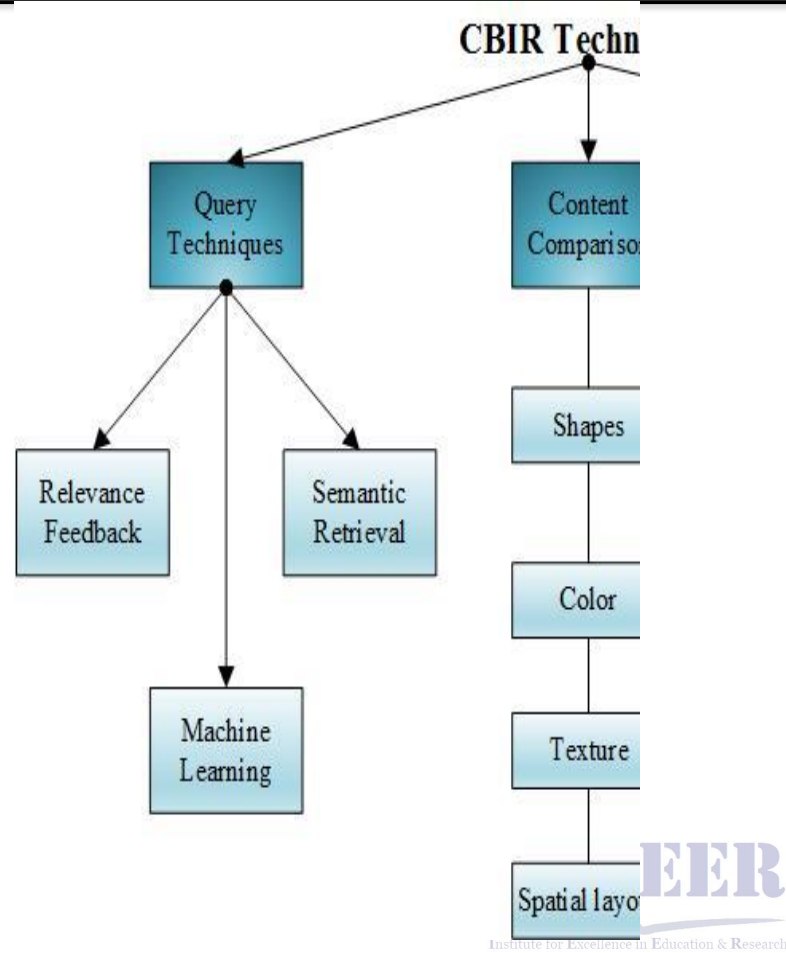 CBIR Techn
Query
Techniques
Content
Compariso
Relevance
Feedback
Semantic
Retrieval
Machine
Learning
Shapes
Color
Texture
Spatial layo
EER
Institute for Excellence in Education & Research